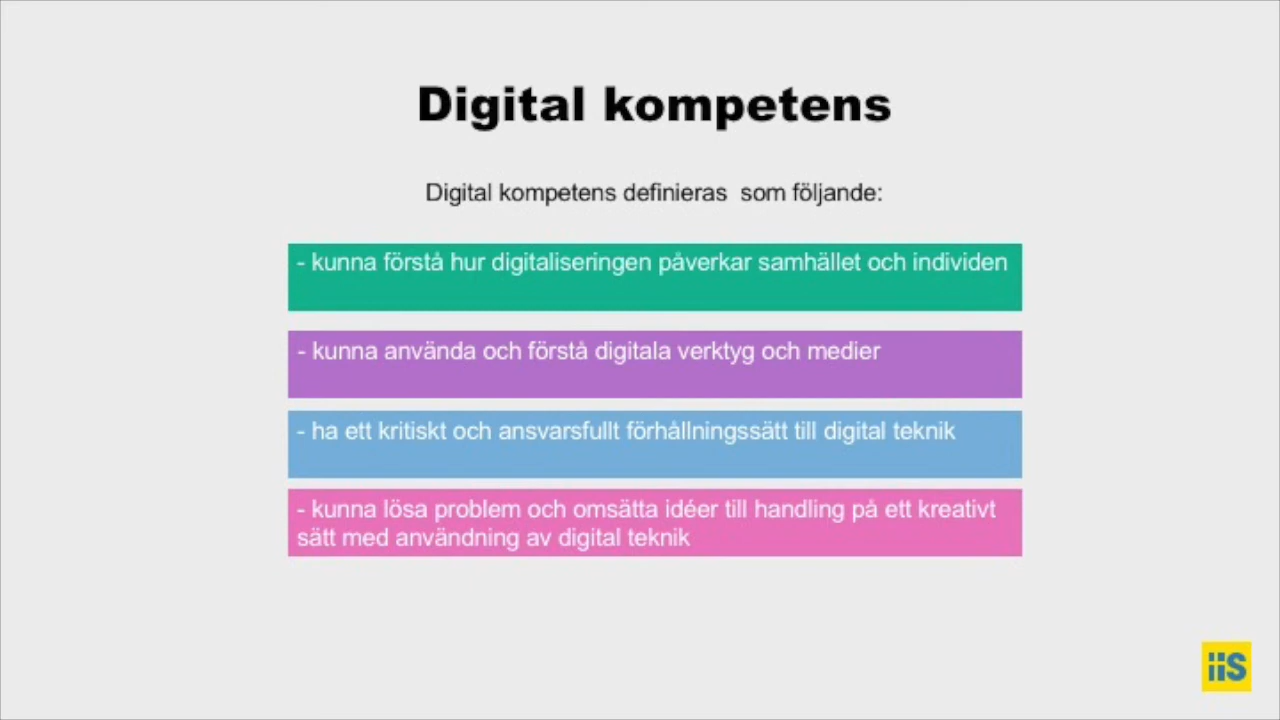 Digital kompetens
Digital kompetens definieras  som följande:
- kunna förstå hur digitaliseringen påverkar samhället och individen
- kunna använda och förstå digitala verktyg och medier
- ha ett kritiskt och ansvarsfullt förhållningssätt till digital teknik
- kunna lösa problem och omsätta idéer till handling på ett kreativt
sätt med användning av digital teknik
iiS